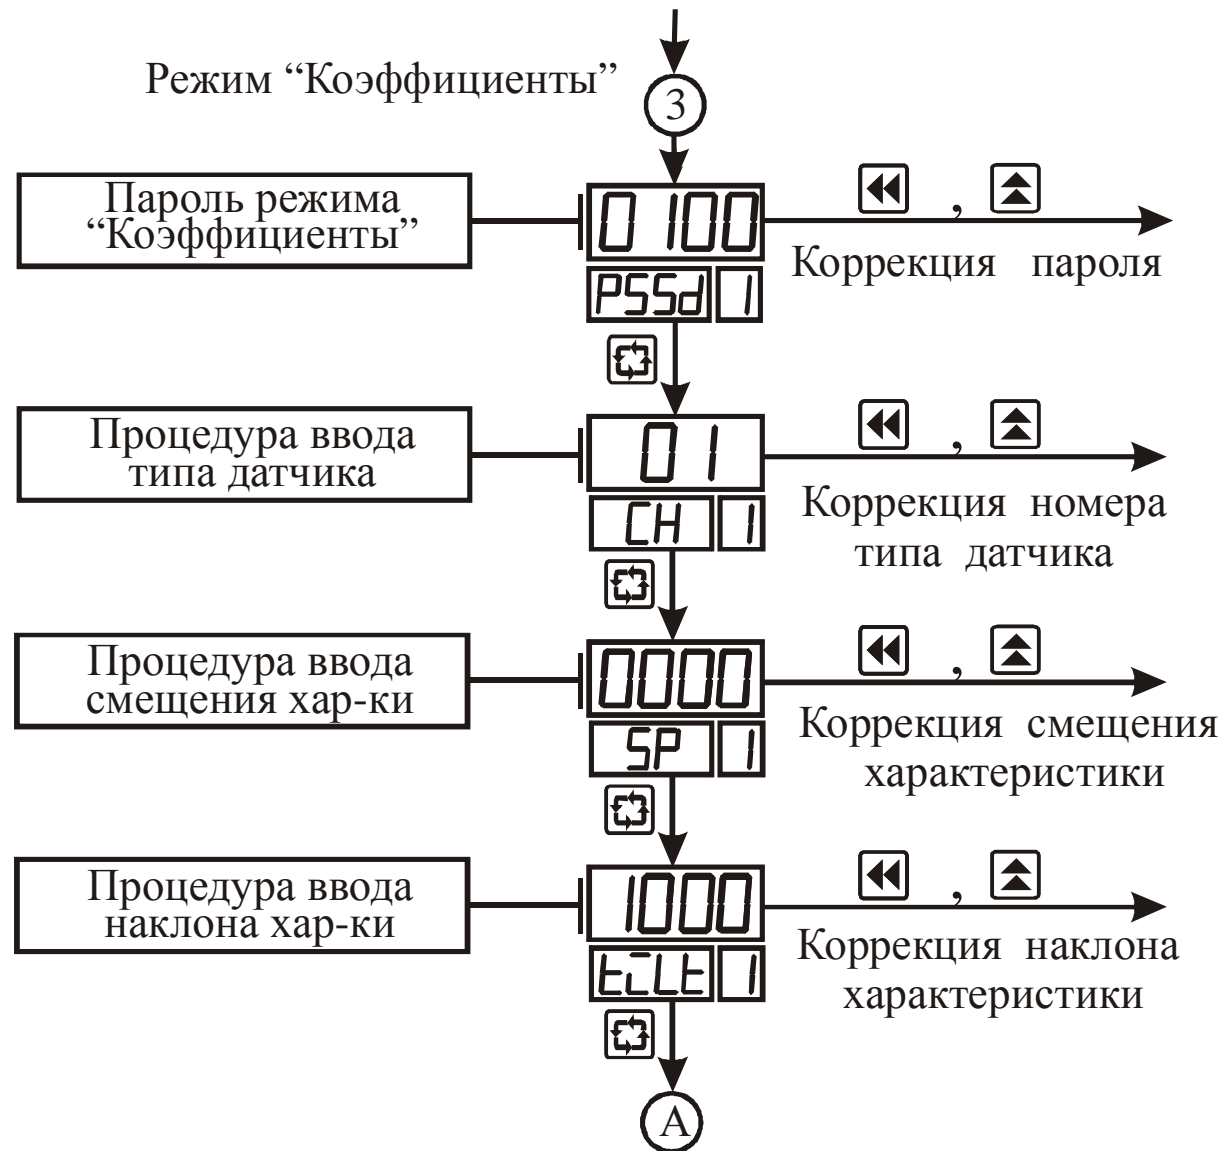 Режим “Коэффициенты”
3
Пароль режима
“Коэффициенты”
0100
PSSd 1
,
Коррекция пароля
Процедура ввода
типа датчика
01
CH 1
,
Коррекция номера
типа датчика
Процедура ввода
смещения хар-ки
0000
SP 1
,
Коррекция смещения
характеристики
Процедура ввода
наклона хар-ки
1000
tiLt 1
,
Коррекция наклона
характеристики
A